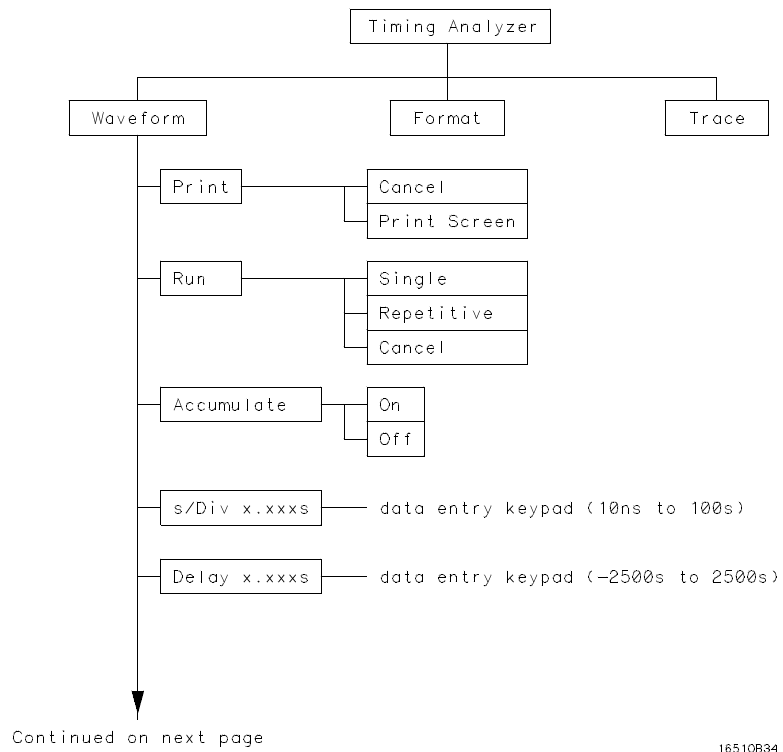 Timing Analyzer
Waveform
Format
Trace
Print
Cancel
Print Screen
Run
Single
Repetitive
Cancel
Accumulate
On
Off
s/Div x.xxxs
data entry keypad (10ns to 100s)
Delay x.xxxs
data entry keypad (-2500s to 2500s)
Continued on next page
16510B34